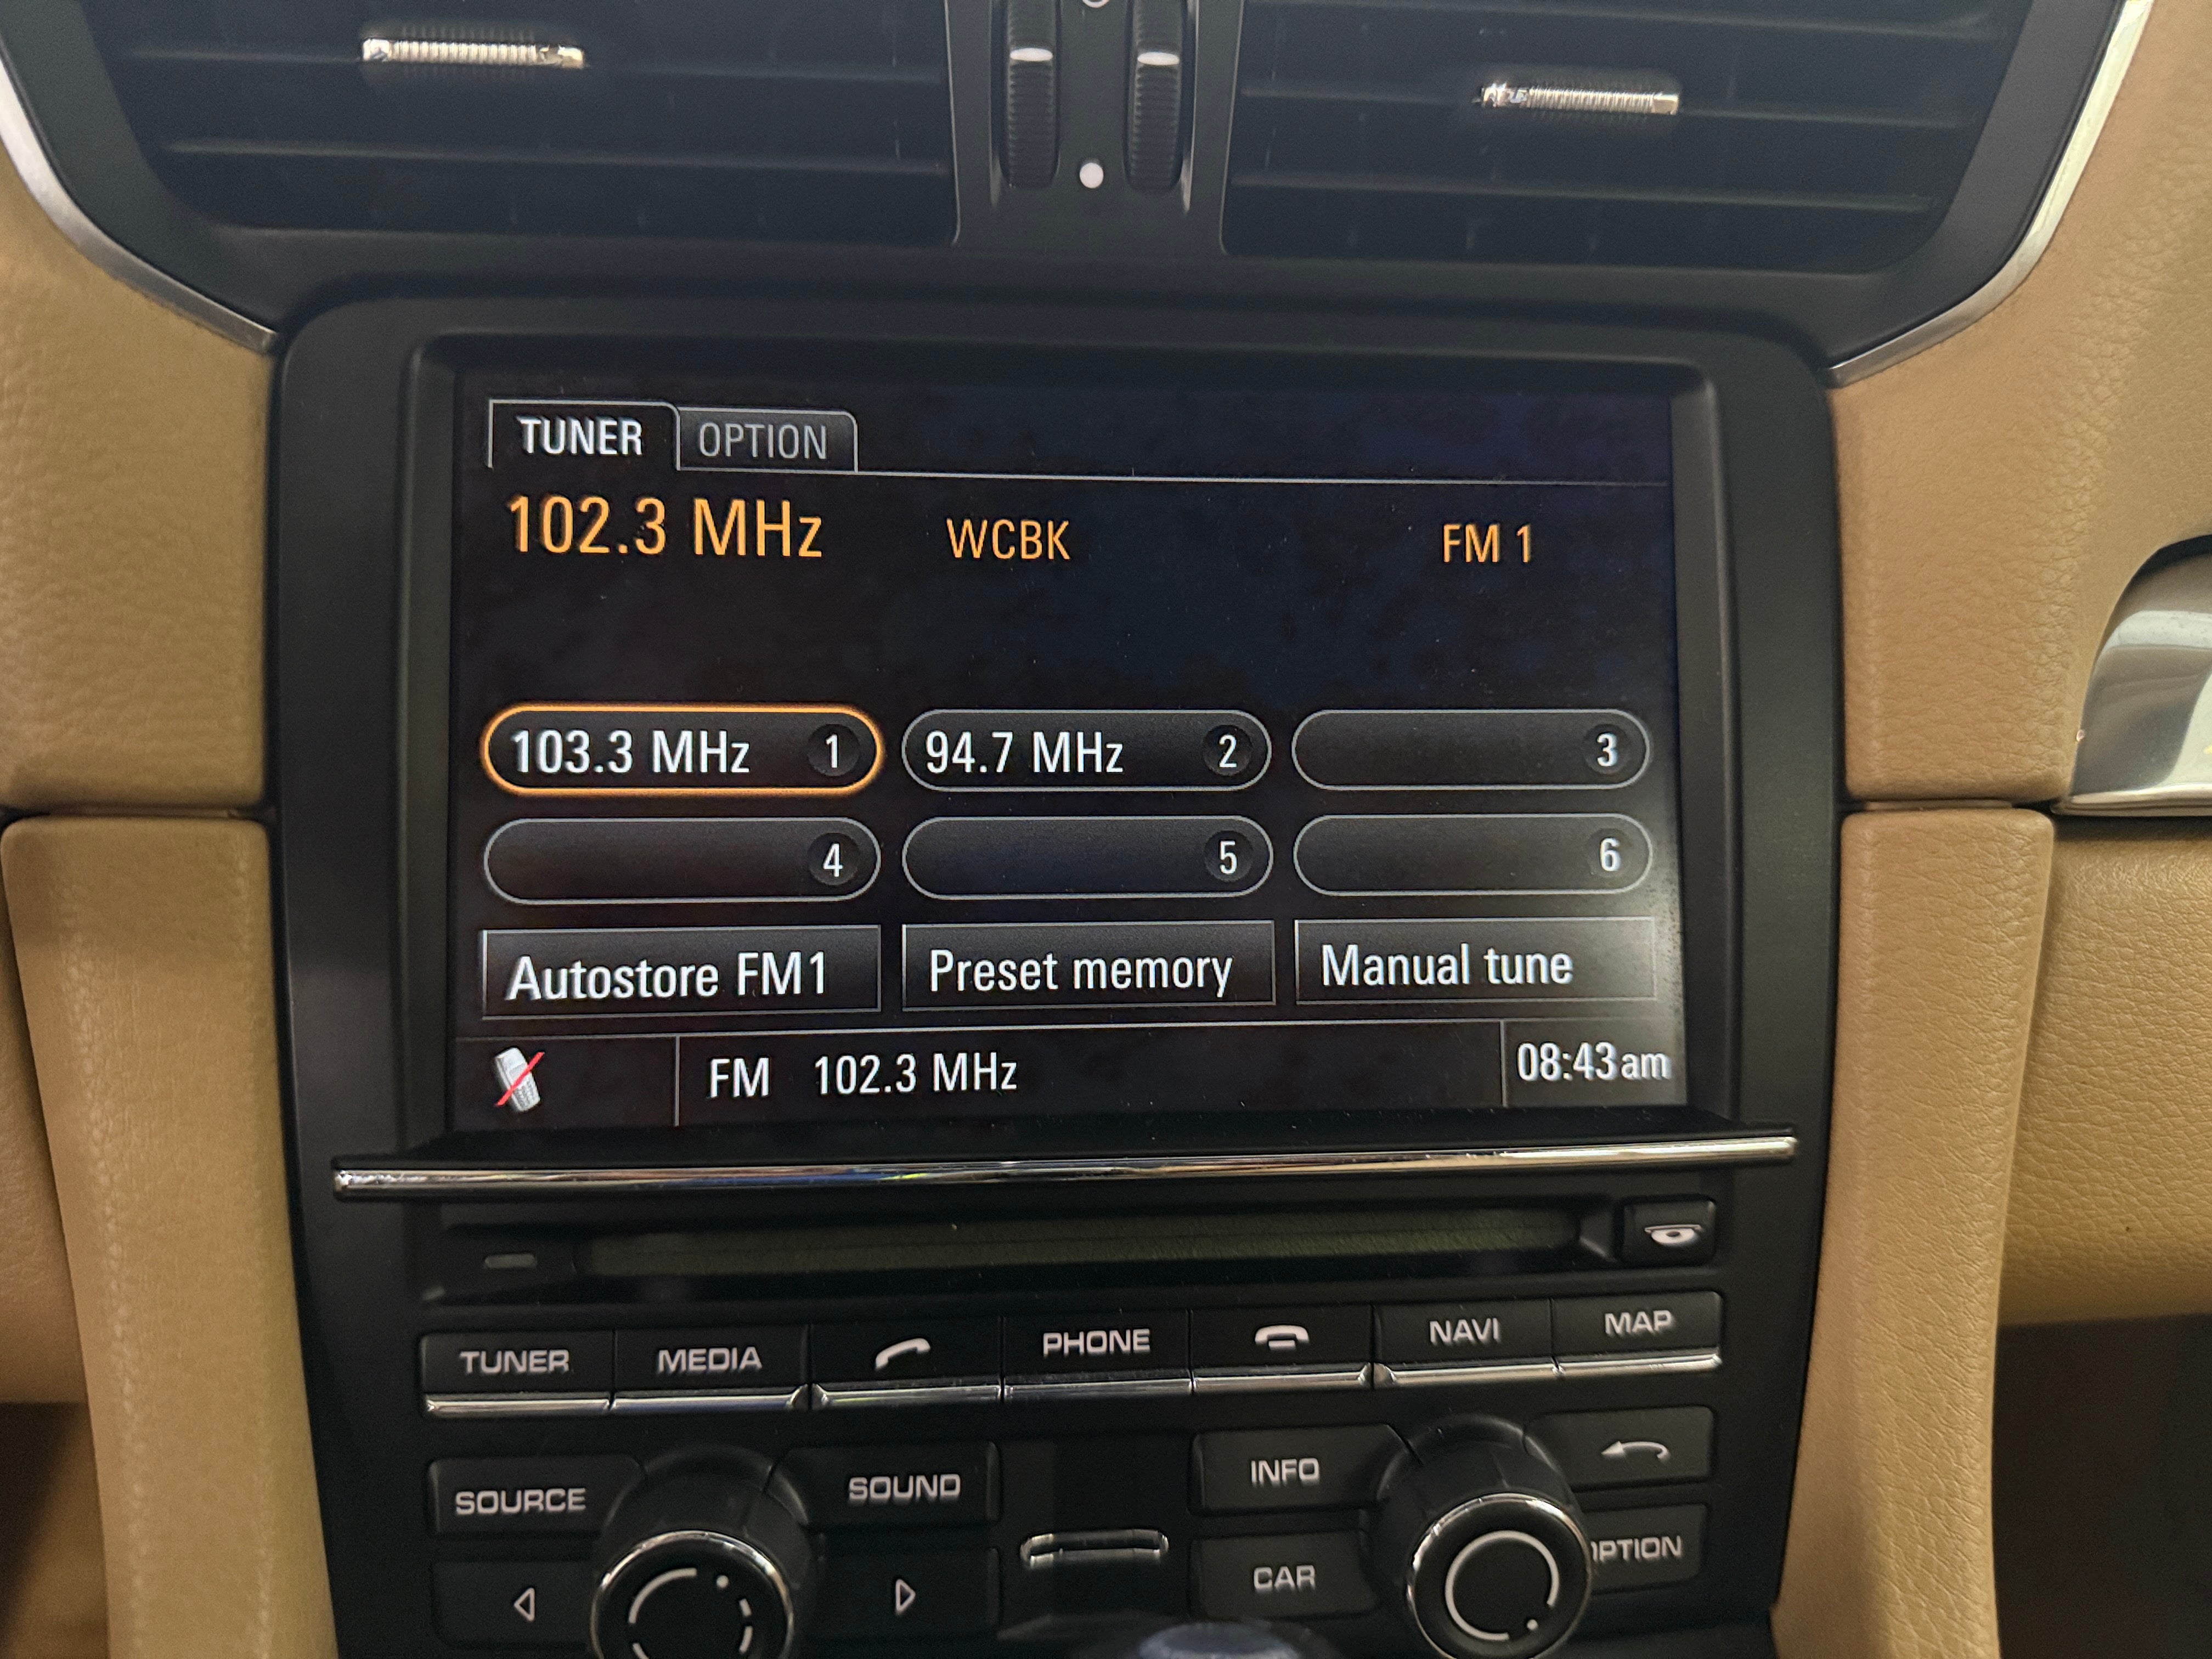 TUNER OPTION
102.3 MHz WCBK FM 1
103.3 MHz 1 94.7 MHz 2 3
4 5 6
Autostore FM1 Preset memory Manual tune
FM 102.3 MHz 08:43am
TUNER MEDIA PHONE NAVI MAP
SOURCE SOUND INFO
CAR OPTION